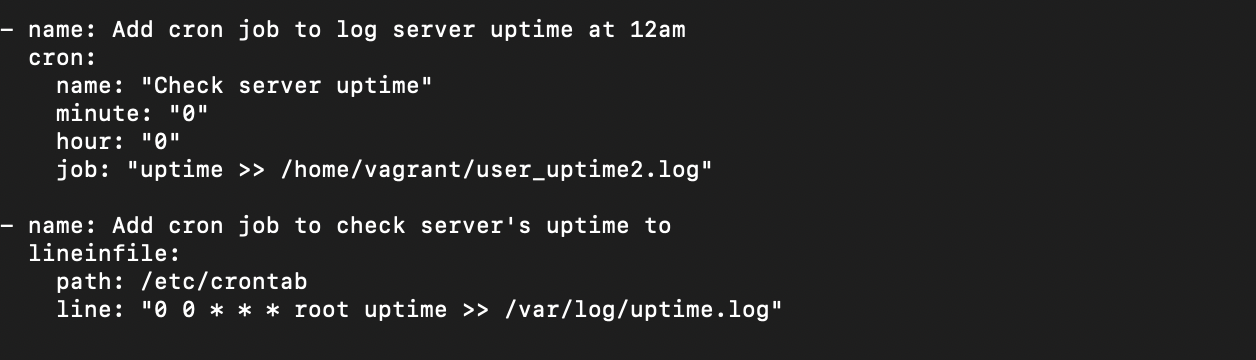 - name: Add cron job to log server uptime at 12am
  cron:
    name: "Check server uptime"
    minute: "0"
    hour: "0"
    job: "uptime >> /home/vagrant/user_uptime2.log"

- name: Add cron job to check server's uptime to
  lineinfile:
    path: /etc/crontab
    line: "0 0 * * * root uptime >> /var/log/uptime.log"